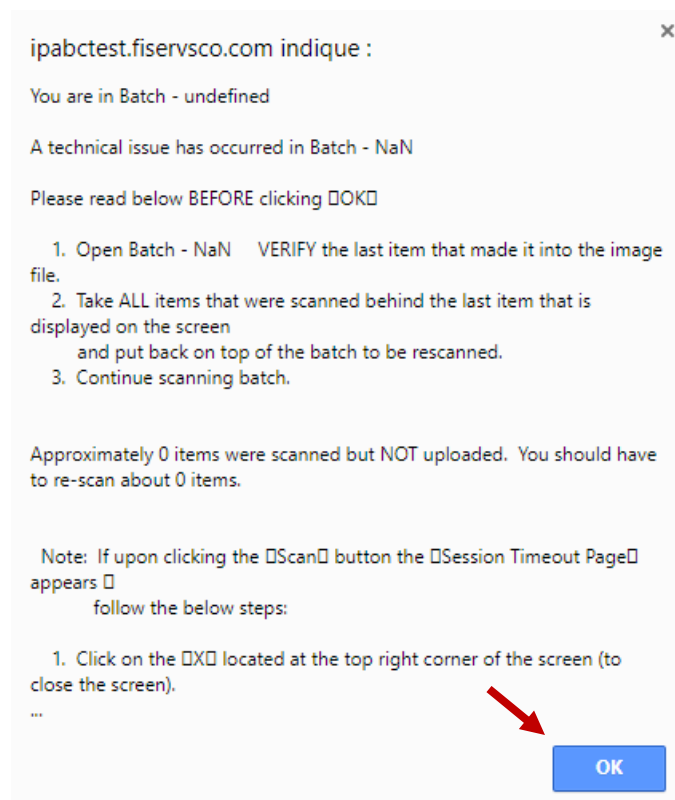 ipabctest.fiservsco.com indique :
You are in Batch - undefined
A technical issue has occurred in Batch - NaN
Please read below BEFORE clicking □OK□
1. Open Batch - NaN VERIFY the last item that made it into the image
file.
2. Take ALL items that were scanned behind the last item that is
displayed on the screen
and put back on top of the batch to be rescanned.
3. Continue scanning batch.
Approximately 0 items were scanned but NOT uploaded. You should have
to re-scan about 0 items.
Note: If upon clicking the □Scan□ button the □Session Timeout Page□
appears □
follow the below steps:
1. Click on the □X□ located at the top right corner of the screen (to
close the screen).
...
OK